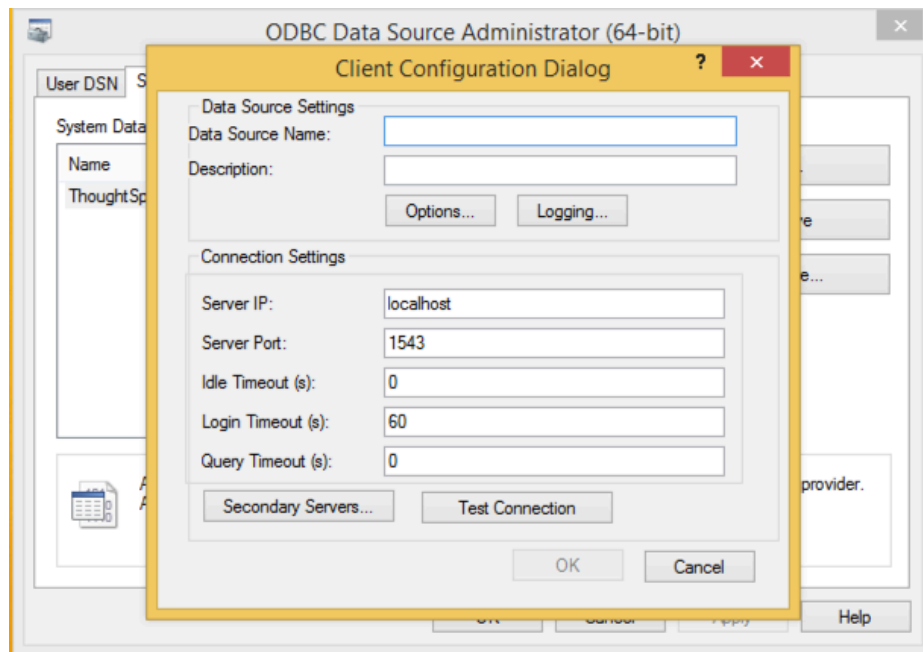 ODBC Data Source Administrator (64-bit)
Client Configuration Dialog
?
User DSN
System Data
Name
Data Source Settings
Data Source Name:
Description:
Options...
Logging...
Connection Settings
Server IP:
localhost
Server Port:
1543
Idle Timeout (s):
0
Login Timeout (s):
60
Query Timeout (s):
0
provider.
Secondary Servers...
Test Connection
OK
Cancel
Help